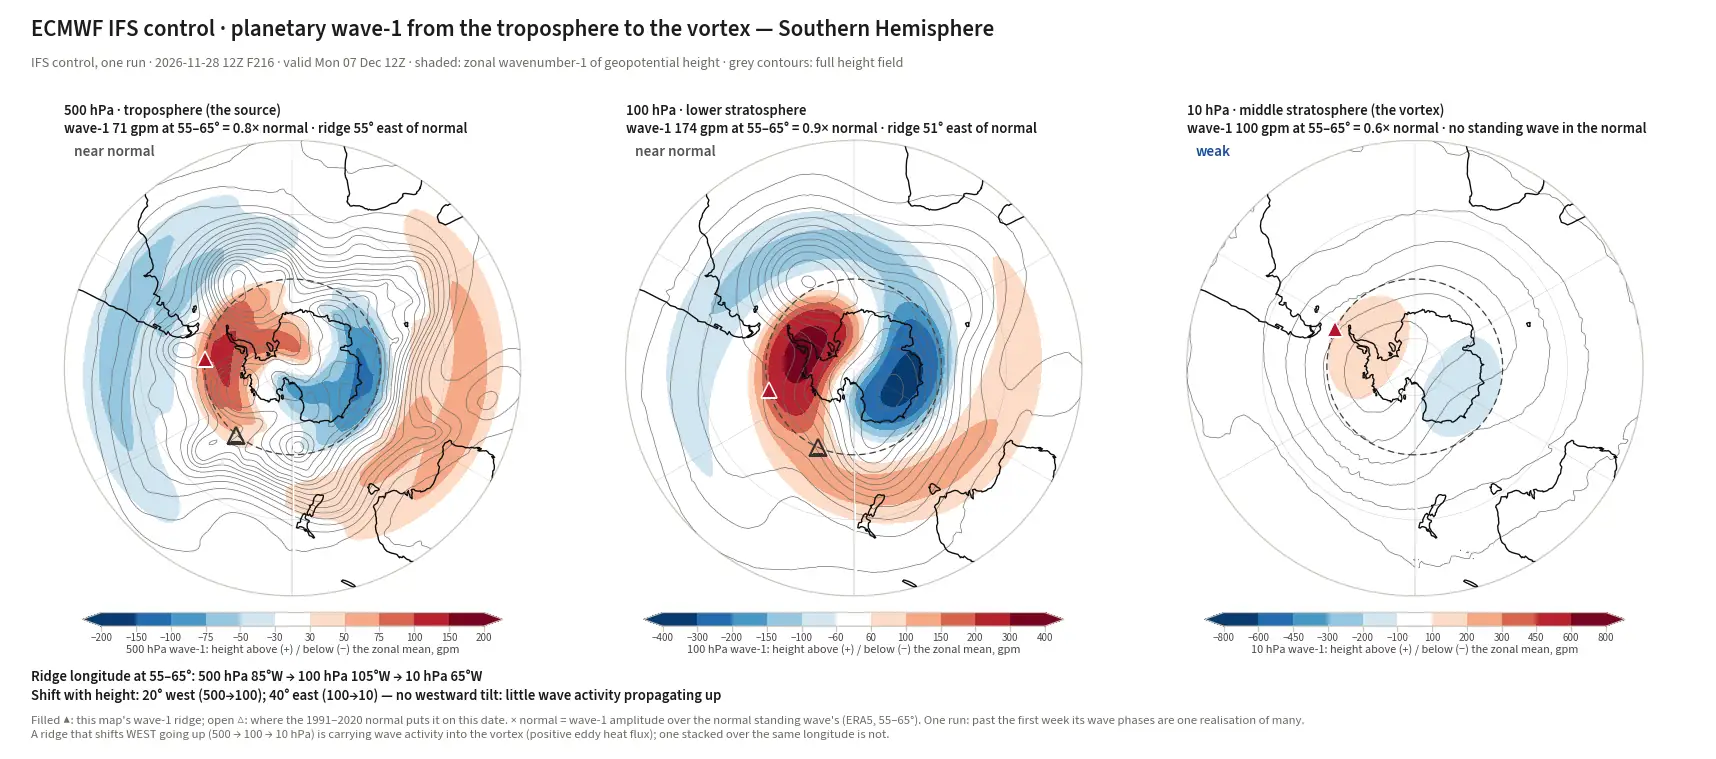 ECMWF IFS control · planetary wave-1 from the troposphere to the vortex — Southern Hemisphere
IFS control, one run · 2026-11-28 12Z F216 · valid Mon 07 Dec 12Z · shaded: zonal wavenumber-1 of geopotential height · grey contours: full height field
500 hPa · troposphere (the source)
wave-1 71 gpm at 55–65° = 0.8× normal · ridge 55° east of normal
near normal
100 hPa · lower stratosphere
wave-1 174 gpm at 55–65° = 0.9× normal · ridge 51° east of normal
near normal
10 hPa · middle stratosphere (the vortex)
wave-1 100 gpm at 55–65° = 0.6× normal · no standing wave in the normal
weak
−200 −150 −100 −75 −50 −30 30 50 75 100 150 200
500 hPa wave-1: height above (+) / below (−) the zonal mean, gpm
−400 −300 −200 −150 −100 −60 60 100 150 200 300 400
100 hPa wave-1: height above (+) / below (−) the zonal mean, gpm
−800 −600 −450 −300 −200 −100 100 200 300 450 600 800
10 hPa wave-1: height above (+) / below (−) the zonal mean, gpm
Ridge longitude at 55–65°: 500 hPa 85°W → 100 hPa 105°W → 10 hPa 65°W
Shift with height: 20° west (500→100); 40° east (100→10) — no westward tilt: little wave activity propagating up
Filled ▲: this map's wave-1 ridge; open △: where the 1991–2020 normal puts it on this date. × normal = wave-1 amplitude over the normal standing wave's (ERA5, 55–65°). One run: past the first week its wave phases are one realisation of many.
A ridge that shifts WEST going up (500 → 100 → 10 hPa) is carrying wave activity into the vortex (positive eddy heat flux); one stacked over the same longitude is not.